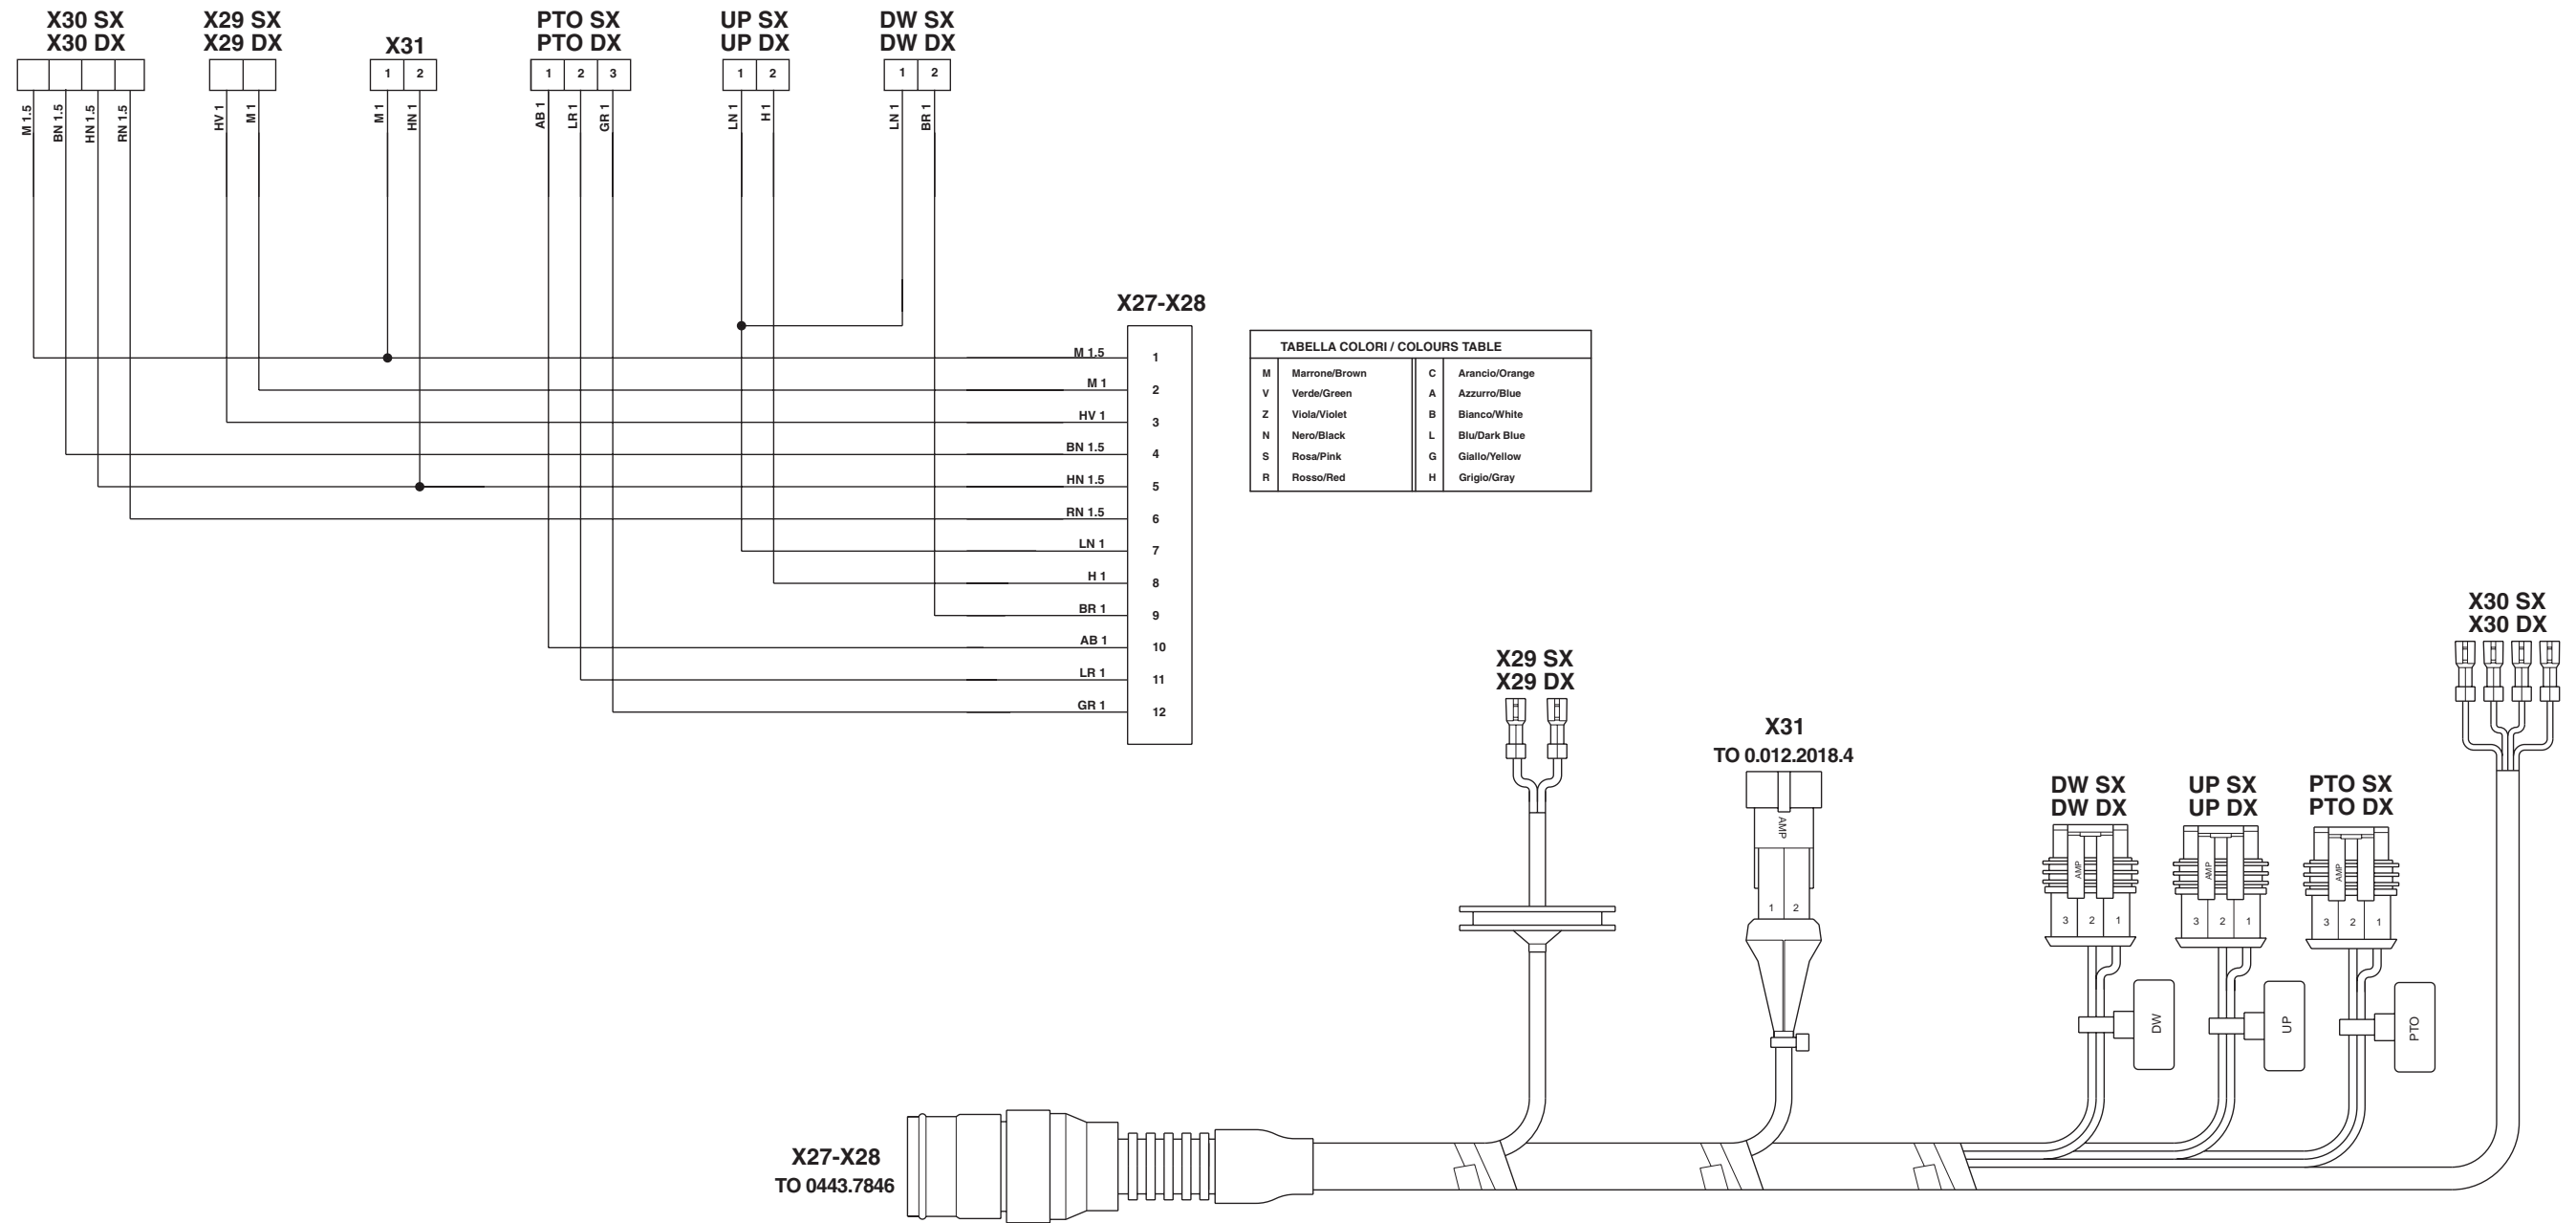 X30 SX
X30 DX
X29 SX
X29 DX
X31
PTO SX
PTO DX
UP SX
UP DX
DW SX
DW DX
1 2
1 2 3
1 2
1 2
M 1.5
BN 1.5
HN 1.5
RN 1.5
HV 1
M 1
M 1
HN 1
AB 1
LR 1
GR 1
LN 1
H 1
LN 1
BR 1
X27-X28
M 1.5 1
M 1 2
HV 1 3
BN 1.5 4
HN 1.5 5
RN 1.5 6
LN 1 7
H 1 8
BR 1 9
AB 1 10
LR 1 11
GR 1 12
TABELLA COLORI / COLOURS TABLE
M Marrone/Brown C Arancio/Orange
V Verde/Green A Azzurro/Blue
Z Viola/Violet B Bianco/White
N Nero/Black L Blu/Dark Blue
S Rosa/Pink G Giallo/Yellow
R Rosso/Red H Grigio/Gray
X29 SX
X29 DX
X31
TO 0.012.2018.4
AMP
1 2
DW SX
DW DX
AMP
3 2 1
DW
UP SX
UP DX
AMP
3 2 1
UP
PTO SX
PTO DX
AMP
3 2 1
PTO
X30 SX
X30 DX
X27-X28
TO 0443.7846